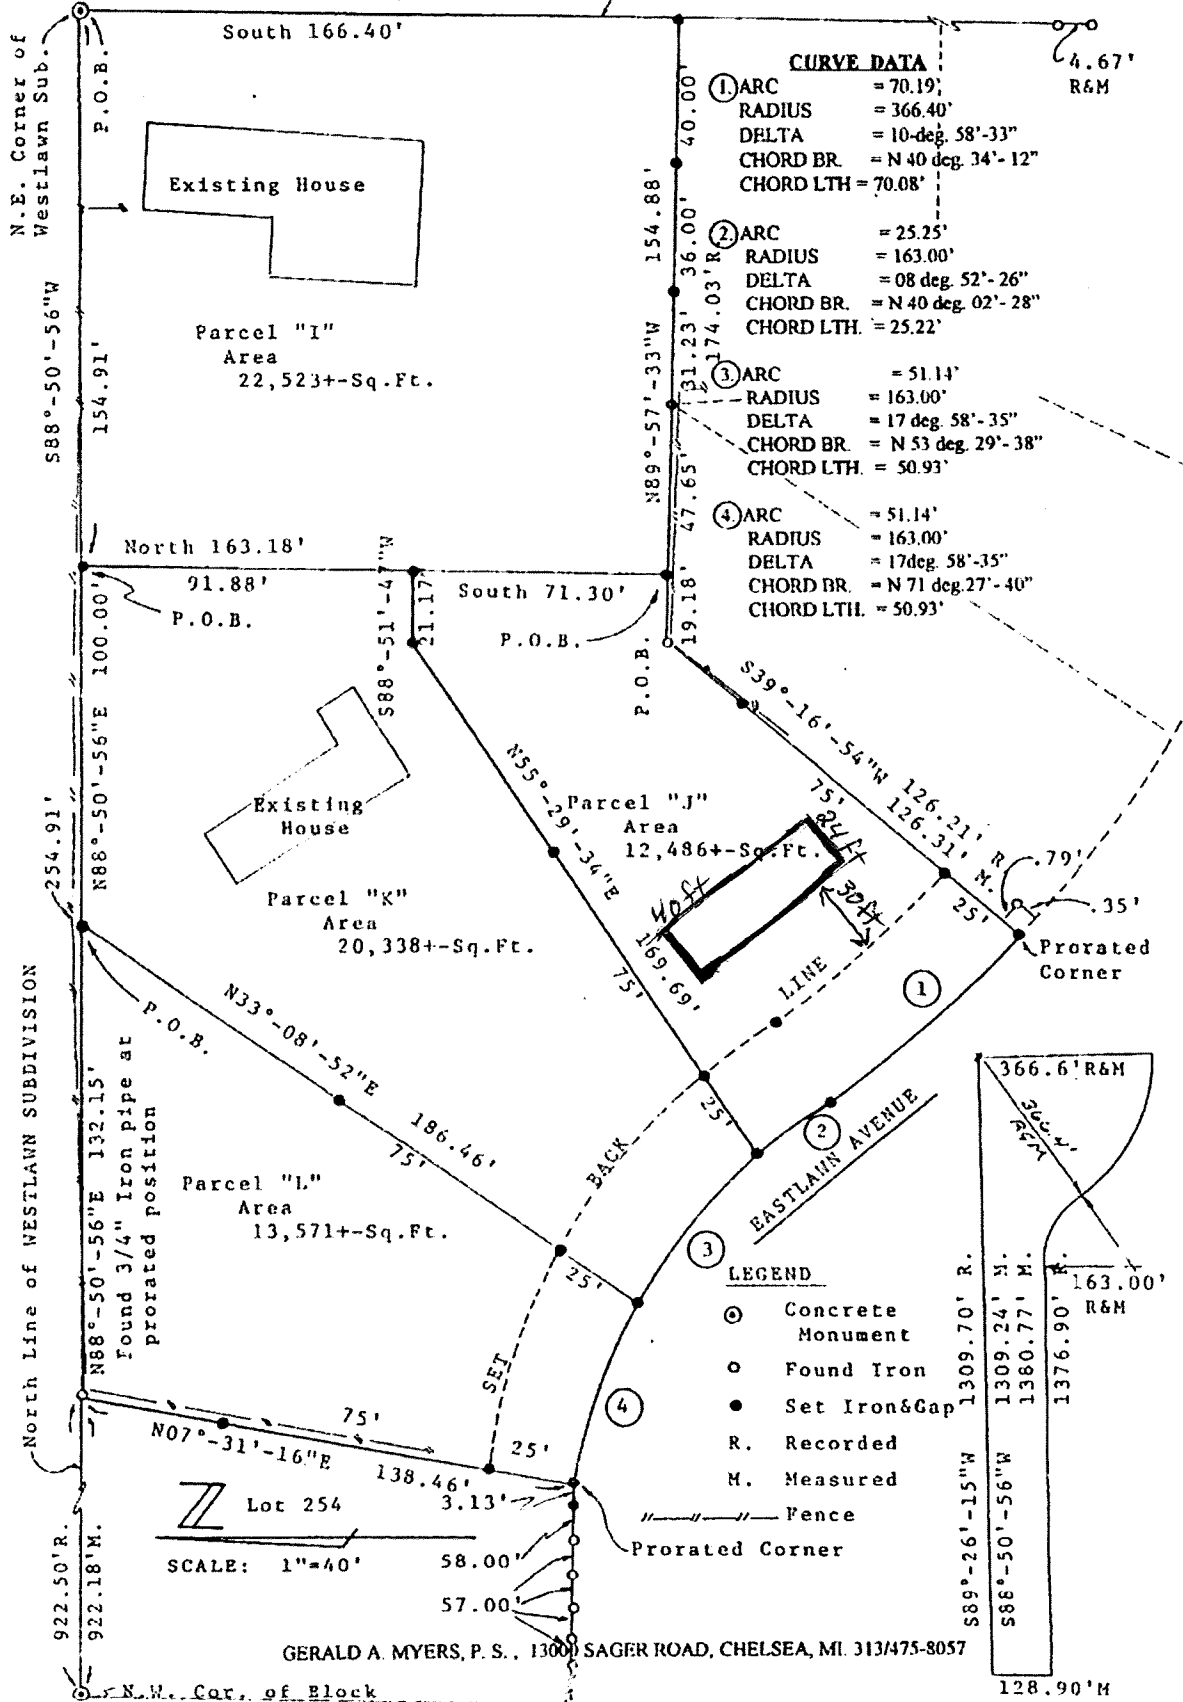 South 166.40'
4.67'
R&M
N.E. Corner of
Westlawn Sub.
P.O.B.
CURVE DATA
1. ARC = 70.19'
RADIUS = 366.40'
DELTA = 10-deg. 58'-33"
CHORD BR. = N 40 deg. 34'- 12"
CHORD LTH = 70.08'
2. ARC = 25.25'
RADIUS = 163.00'
DELTA = 08 deg. 52'- 26"
CHORD BR. = N 40 deg. 02'- 28"
CHORD LTH. = 25.22'
3. ARC = 51.14'
RADIUS = 163.00'
DELTA = 17 deg. 58'- 35"
CHORD BR. = N 53 deg. 29'- 38"
CHORD LTH. = 50.93'
4. ARC = 51.14'
RADIUS = 163.00'
DELTA = 17deg. 58'-35"
CHORD BR. = N 71 deg.27'- 40"
CHORD LTH. = 50.93'
40.00'
36.00'
154.88'
174.03'R.
31.23'
N89°-57'-33"W
47.65'
19.18'
Existing House
Parcel "I"
Area
22,523+-Sq.Ft.
S88°-50'-56"W
154.91'
North 163.18'
91.88'
South 71.30'
P.O.B.
P.O.B.
P.O.B.
S88°-51'-47"W
21.17'
100.00'
N88°-50'-56"E
254.91'
S39°-16'-54"W
126.21' R
126.31' M.
75'
25'
.79'
.35'
Prorated
Corner
N55°-29'-34"E
169.69'
75'
25'
Parcel "J"
Area
12,486+-Sq.Ft.
24ft
40ft
30ft
Existing
House
Parcel "K"
Area
20,338+-Sq.Ft.
P.O.B.
N33°-08'-52"E
186.46'
75'
25'
SET
BACK
LINE
1
2
3
4
EASTLAWN AVENUE
North Line of WESTLAWN SUBDIVISION
N88°-50'-56"E 132.15'
Found 3/4" Iron pipe at
prorated position
Parcel "L"
Area
13,571+-Sq.Ft.
75'
25'
N07°-31'-16"E
138.46'
3.13'
Lot 254
SCALE: 1"=40'
58.00'
57.00'
Prorated Corner
LEGEND
Concrete
Monument
Found Iron
Set Iron&Gap
R. Recorded
M. Measured
Fence
366.6'R&M
366.4'
R&M
163.00'
R&M
S89°-26'-15"W 1309.70' R.
S88°-50'-56"W 1309.24' M.
1380.77' M.
1376.90' R.
128.90'M
922.50'R.
922.18'M.
GERALD A. MYERS, P. S. , 13000 SAGER ROAD, CHELSEA, MI. 313/475-8057
N.W. Cor. of Block